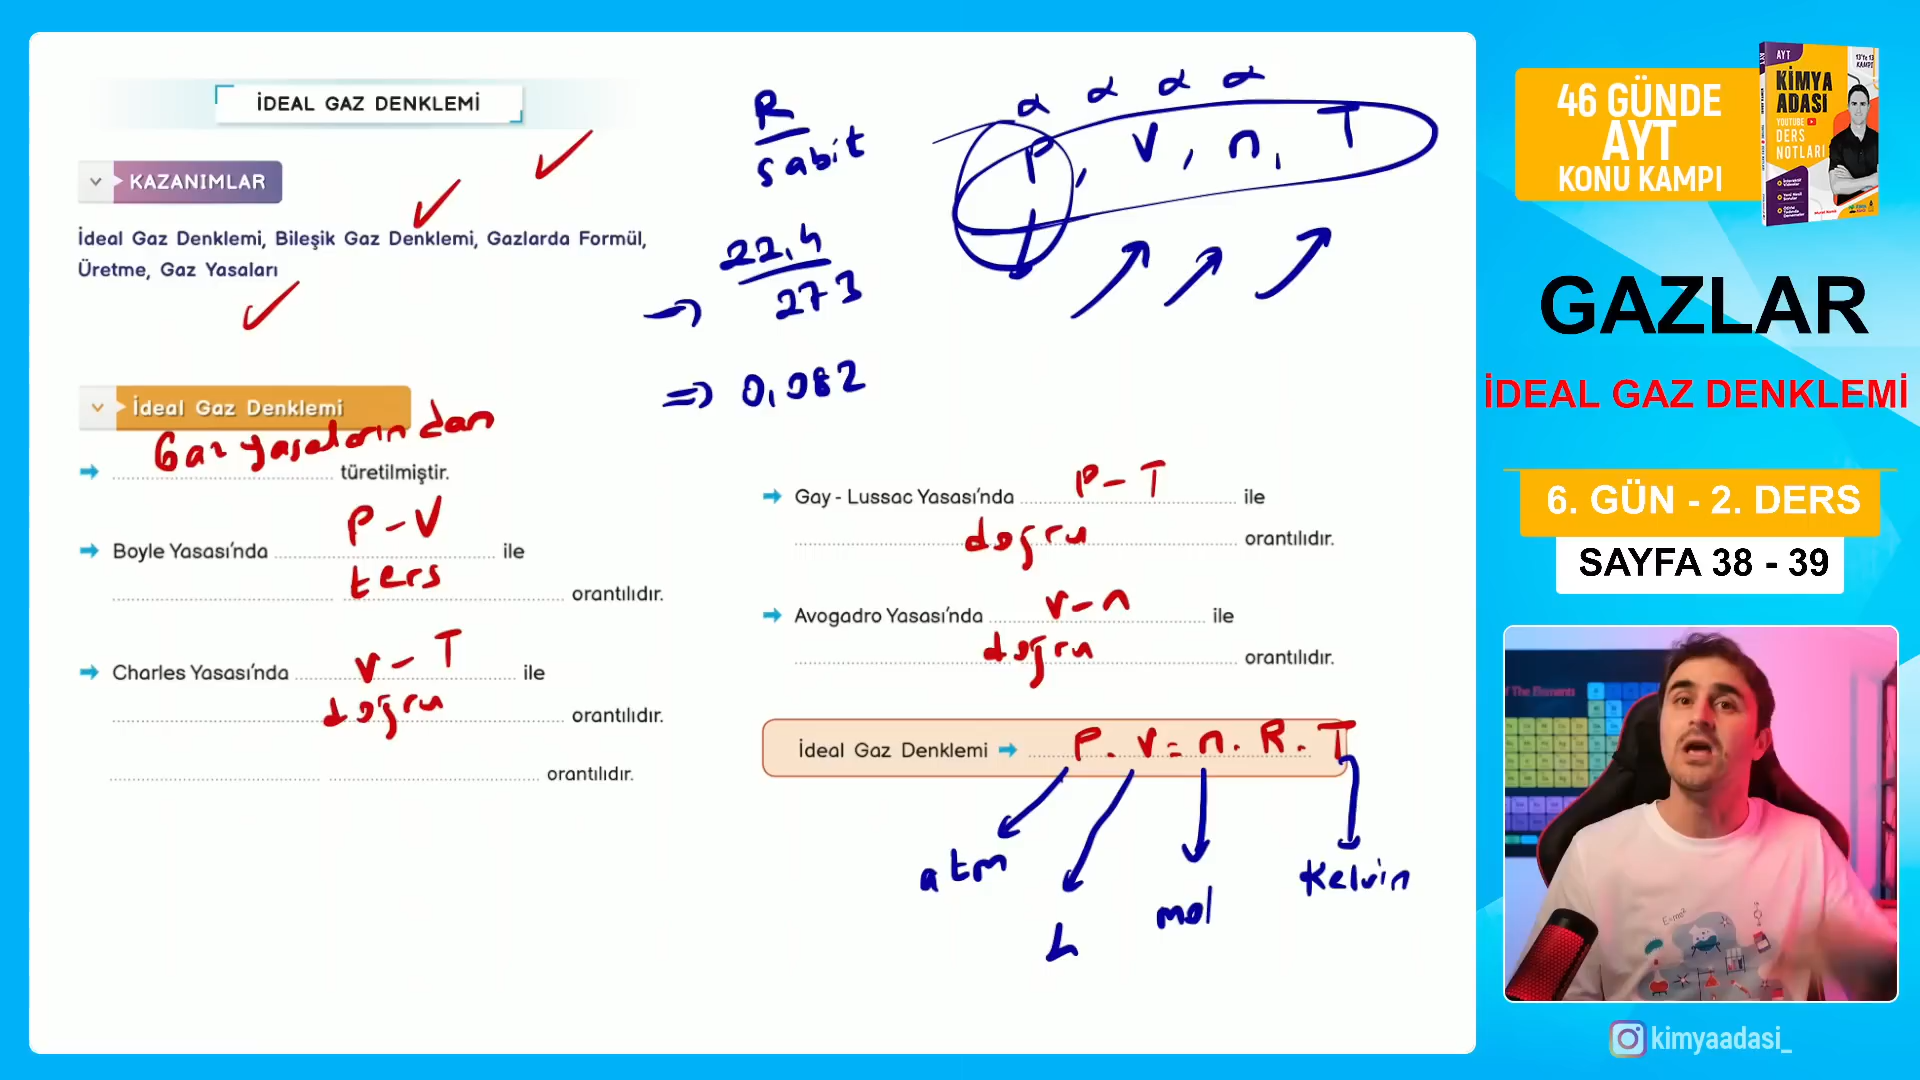 İDEAL GAZ DENKLEMİ
KAZANIMLAR
İdeal Gaz Denklemi, Bileşik Gaz Denklemi, Gazlarda Formül,
Üretme, Gaz Yasaları
R
sabit
22,4
273
=> 0,082
α α α α
P, V, n, T
İdeal Gaz Denklemi
Gaz yasalarından
türetilmiştir.
P - V
Boyle Yasası'nda ile
ters
orantılıdır.
V - T
Charles Yasası'nda ile
doğru
orantılıdır.
orantılıdır.
P - T
Gay - Lussac Yasası'nda ile
doğru
orantılıdır.
V - n
Avogadro Yasası'nda ile
doğru
orantılıdır.
İdeal Gaz Denklemi P . V = n . R . T
atm
L
mol
Kelvin
46 GÜNDE
AYT
KONU KAMPI
AYT
KİMYA
ADASI
YOUTUBE
DERS
NOTLARI
GAZLAR
İDEAL GAZ DENKLEMİ
6. GÜN - 2. DERS
SAYFA 38 - 39
The Elements
E=mc²
kimyaadasi_